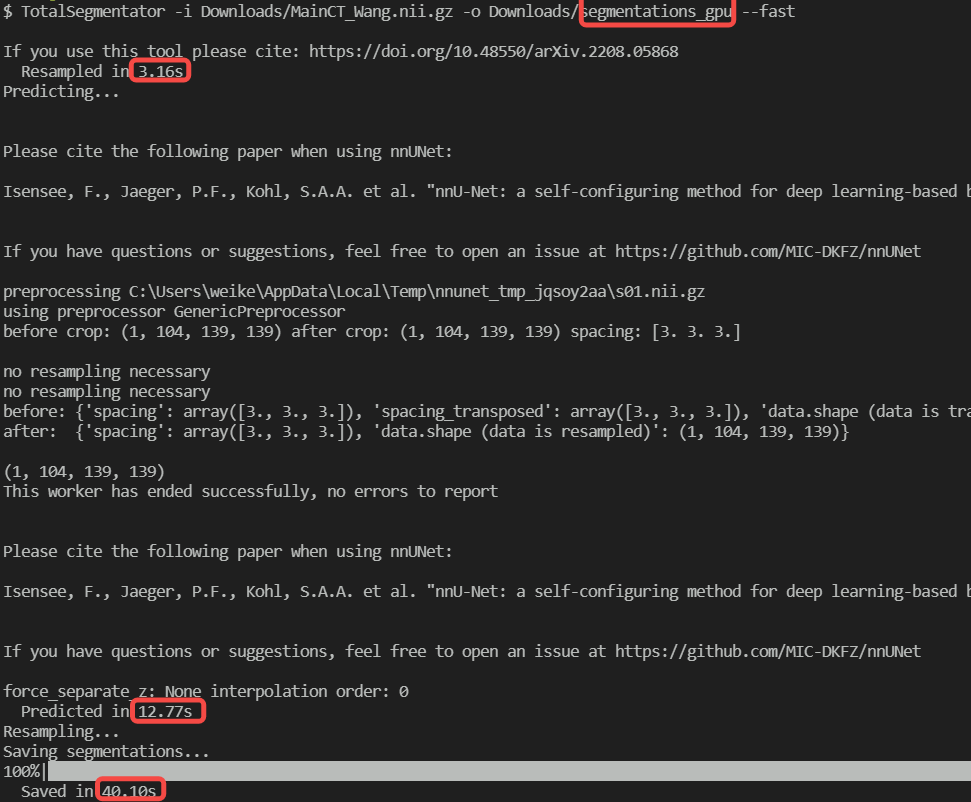 $ TotalSegmentator -i Downloads/MainCT_Wang.nii.gz -o Downloads/segmentations_gpu --fast
If you use this tool please cite: https://doi.org/10.48550/arXiv.2208.05868
Resampled in 3.16s
Predicting...
Please cite the following paper when using nnUNet:
Isensee, F., Jaeger, P.F., Kohl, S.A.A. et al. "nnU-Net: a self-configuring method for deep learning-based
If you have questions or suggestions, feel free to open an issue at https://github.com/MIC-DKFZ/nnUNet
preprocessing C:\Users\weike\AppData\Local\Temp\nnunet_tmp_jqsoy2aa\s01.nii.gz
using preprocessor GenericPreprocessor
before crop: (1, 104, 139, 139) after crop: (1, 104, 139, 139) spacing: [3. 3. 3.]
no resampling necessary
no resampling necessary
before: {'spacing': array([3., 3., 3.]), 'spacing_transposed': array([3., 3., 3.]), 'data.shape (data is tra
after:  {'spacing': array([3., 3., 3.]), 'data.shape (data is resampled)': (1, 104, 139, 139)}
(1, 104, 139, 139)
This worker has ended successfully, no errors to report
Please cite the following paper when using nnUNet:
Isensee, F., Jaeger, P.F., Kohl, S.A.A. et al. "nnU-Net: a self-configuring method for deep learning-based
If you have questions or suggestions, feel free to open an issue at https://github.com/MIC-DKFZ/nnUNet
force_separate_z: None interpolation order: 0
Predicted in 12.77s
Resampling...
Saving segmentations...
100%|
Saved in 40.10s